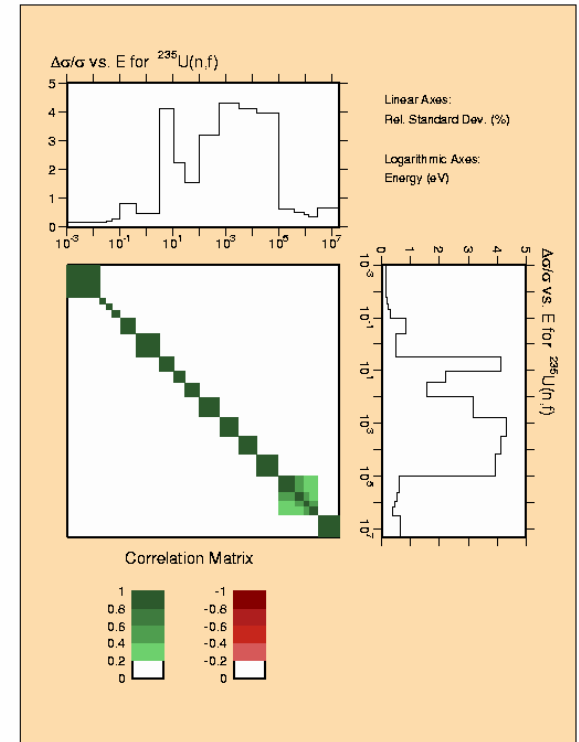 Δσ/σ vs. E for ²³⁵U(n,f)
5
4
3
2
1
0
10⁻³ 10⁻¹ 10¹ 10³ 10⁵ 10⁷
Linear Axes:
Rel. Standard Dev. (%)
Logarithmic Axes:
Energy (eV)
Δσ/σ vs. E for ²³⁵U(n,f)
0 1 2 3 4 5
10⁻³
10⁻¹
10¹
10³
10⁵
10⁷
Correlation Matrix
1 -1
0.8 -0.8
0.6 -0.6
0.4 -0.4
0.2 -0.2
0 0